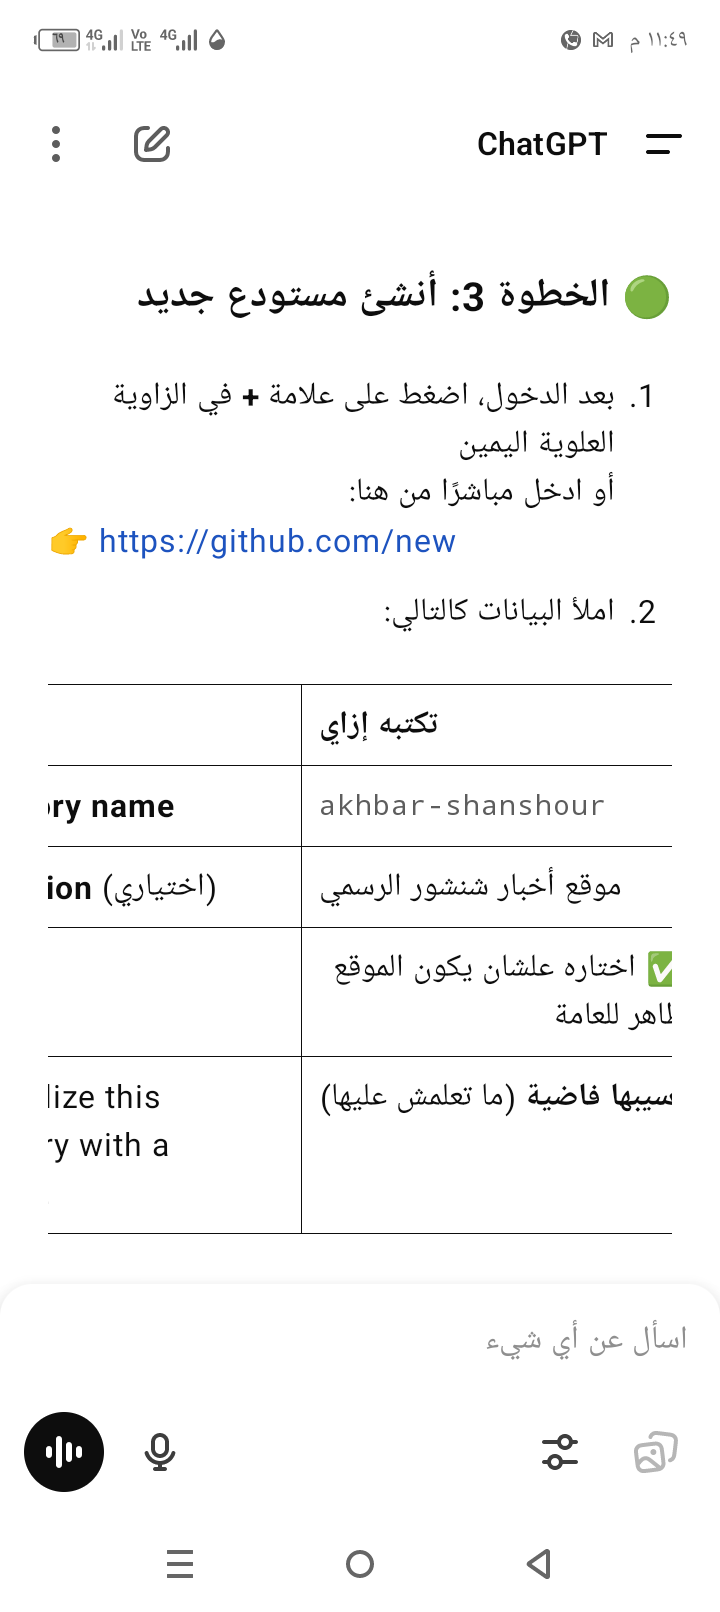 ٦٩ 4G Vo LTE 4G ١١:٤٩ م
ChatGPT
الخطوة 3: أنشئ مستودع جديد
1. بعد الدخول، اضغط على علامة + في الزاوية
العلوية اليمين
أو ادخل مباشرًا من هنا:
👉 https://github.com/new
2. املأ البيانات كالتالي:
تكتبه إزاي
ory name
akhbar-shanshour
ion (اختياري)
موقع أخبار شنشور الرسمي
✅ اختاره علشان يكون الموقع
ظاهر للعامة
lize this
ry with a
سيبها فاضية (ما تعلمش عليها)
اسأل عن أي شيء